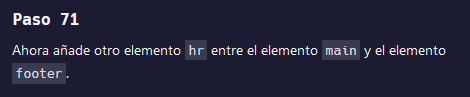 Paso 71
Ahora añade otro elemento hr entre el elemento main y el elemento
footer.